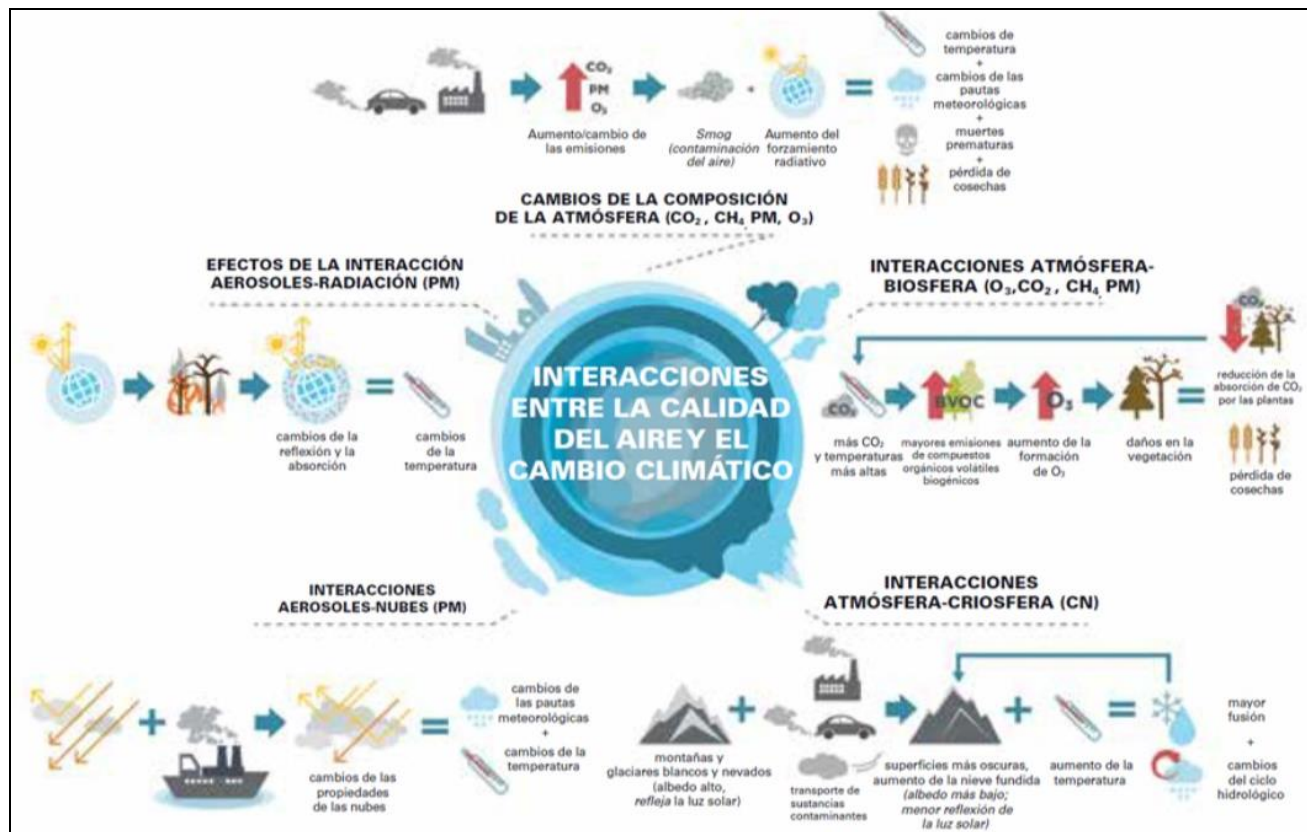 CO₂
PM
O₃
Aumento/cambio de
las emisiones
Smog
(contaminación
del aire)
Aumento del
forzamiento
radiativo
cambios de
temperatura
+
cambios de las
pautas
meteorológicas
+
muertes
prematuras
+
pérdida de
cosechas
CAMBIOS DE LA COMPOSICIÓN
DE LA ATMÓSFERA (CO₂, CH₄ PM, O₃)
EFECTOS DE LA INTERACCIÓN
AEROSOLES-RADIACIÓN (PM)
cambios de la
reflexión y la
absorción
cambios
de la
temperatura
INTERACCIONES ATMÓSFERA-
BIOSFERA (O₃,CO₂, CH₄ PM)
CO₂
CO₂
más CO₂
y temperaturas
más altas
BVOC
mayores emisiones
de compuestos
orgánicos volátiles
biogénicos
O₃
aumento de la
formación
de O₃
daños en la
vegetación
reducción de la
absorción de CO₂
por las plantas
pérdida de
cosechas
INTERACCIONES
ENTRE LA CALIDAD
DEL AIRE Y EL
CAMBIO CLIMÁTICO
INTERACCIONES
AEROSOLES-NUBES (PM)
cambios de las
propiedades
de las nubes
cambios de
las pautas
meteorológicas
+
cambios de la
temperatura
INTERACCIONES
ATMÓSFERA-CRIOSFERA (CN)
montañas y
glaciares blancos y nevados
(albedo alto,
refleja la luz solar)
transporte de
sustancias
contaminantes
superficies más oscuras,
aumento de la nieve fundida
(albedo más bajo;
menor reflexión de
la luz solar)
aumento de la
temperatura
mayor
fusión
+
cambios
del ciclo
hidrológico